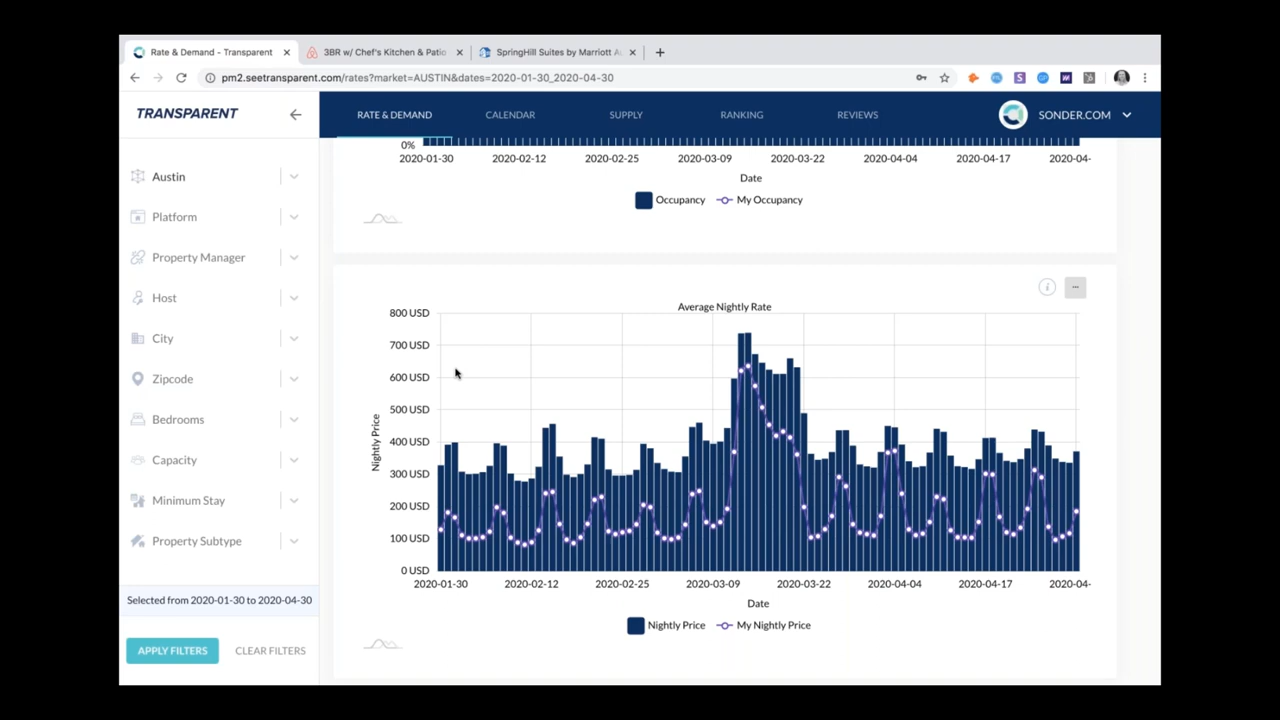 Rate & Demand - Transparent
3BR w/ Chef's Kitchen & Patio
SpringHill Suites by Marriott A
pm2.seetransparent.com/rates?market=AUSTIN&dates=2020-01-30_2020-04-30
TRANSPARENT
RATE & DEMAND
CALENDAR
SUPPLY
RANKING
REVIEWS
SONDER.COM
Austin
Platform
Property Manager
Host
City
Zipcode
Bedrooms
Capacity
Minimum Stay
Property Subtype
Selected from 2020-01-30 to 2020-04-30
APPLY FILTERS
CLEAR FILTERS
0%
2020-01-30 2020-02-12 2020-02-25 2020-03-09 2020-03-22 2020-04-04 2020-04-17 2020-04-
Date
Occupancy My Occupancy
Average Nightly Rate
Nightly Price
800 USD
700 USD
600 USD
500 USD
400 USD
300 USD
200 USD
100 USD
0 USD
2020-01-30 2020-02-12 2020-02-25 2020-03-09 2020-03-22 2020-04-04 2020-04-17 2020-04-
Date
Nightly Price My Nightly Price